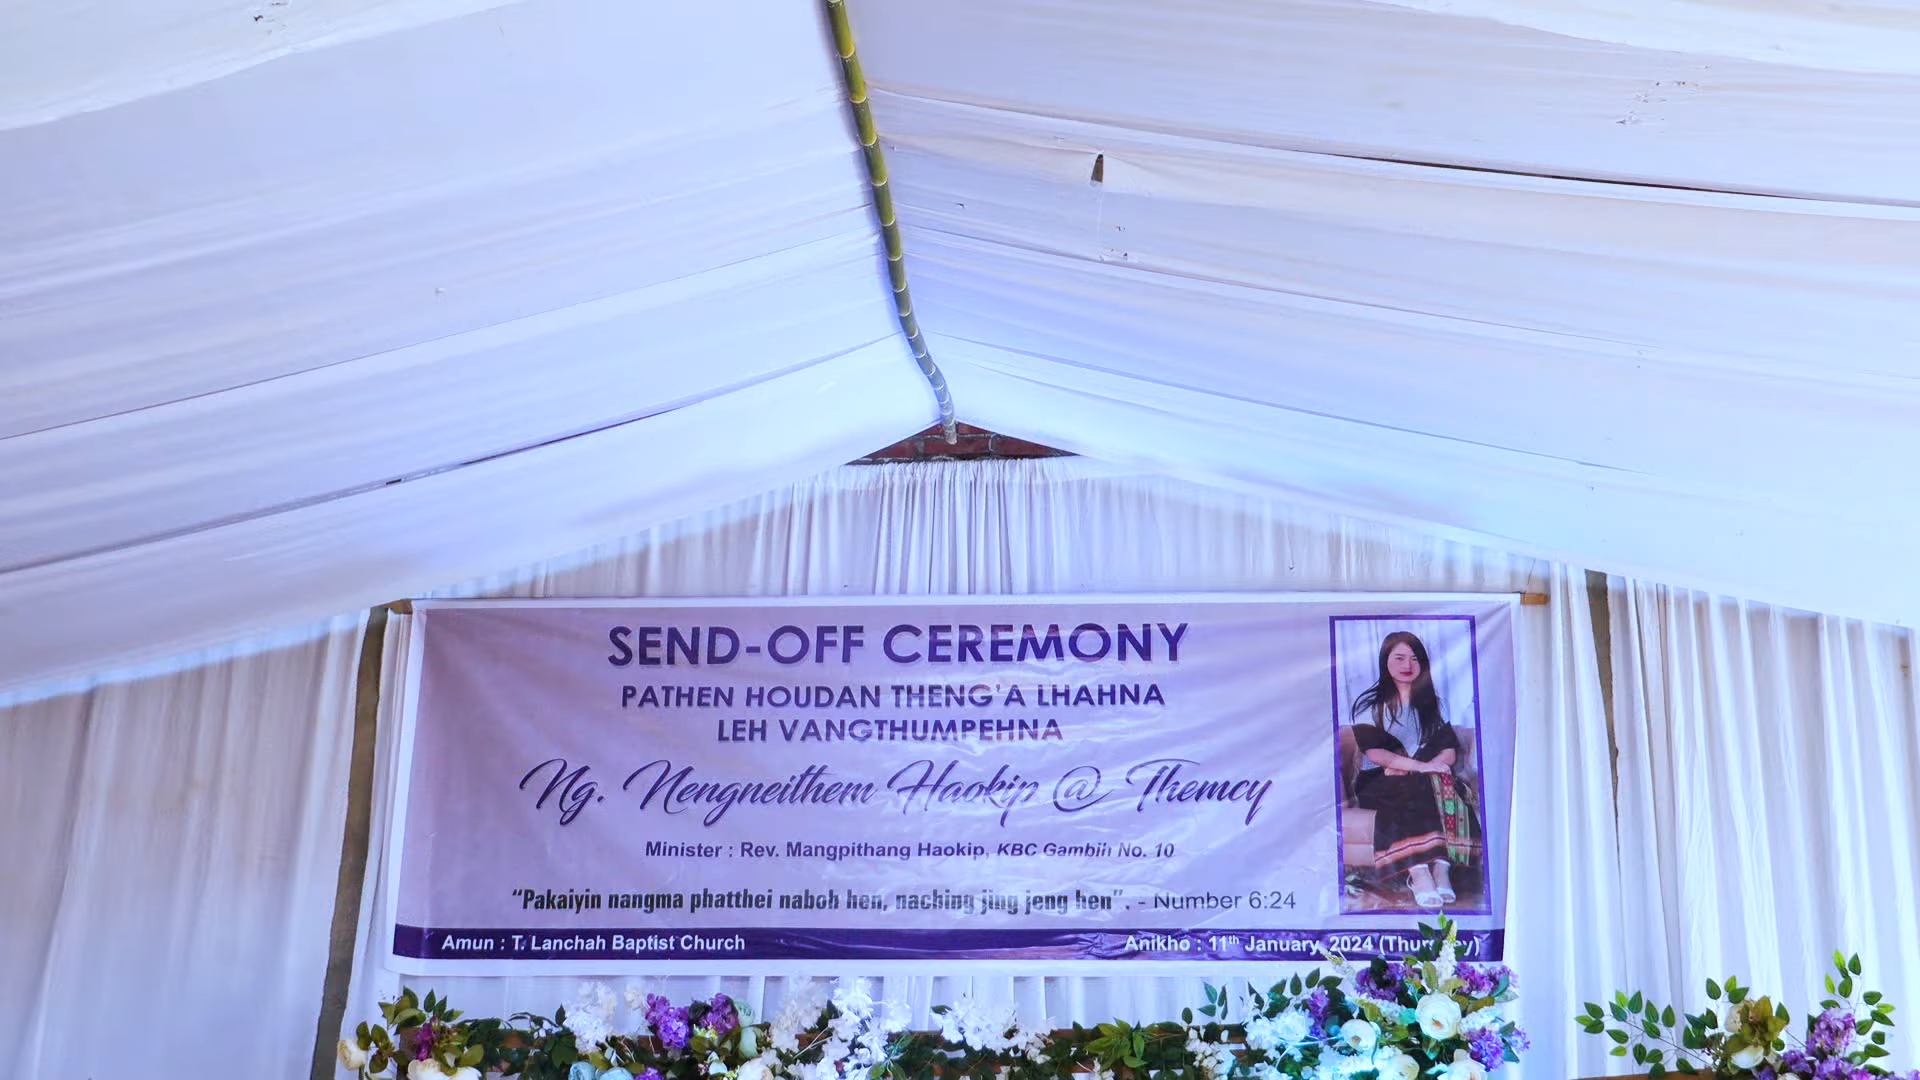 SEND-OFF CEREMONY
PATHEN HOUDAN THENG'A LHAHNA
LEH VANGTHUMPEHNA
Ng. Nengneithem Haokip @ Themcy
Minister : Rev. Mangpithang Haokip, KBC Gambih No. 10
“Pakaiyin nangma phatthei naboh hen, naching jing jeng hen”. - Number 6:24
Amun : T. Lanchah Baptist Church
Anikho : 11th January, 2024 (Thursday)